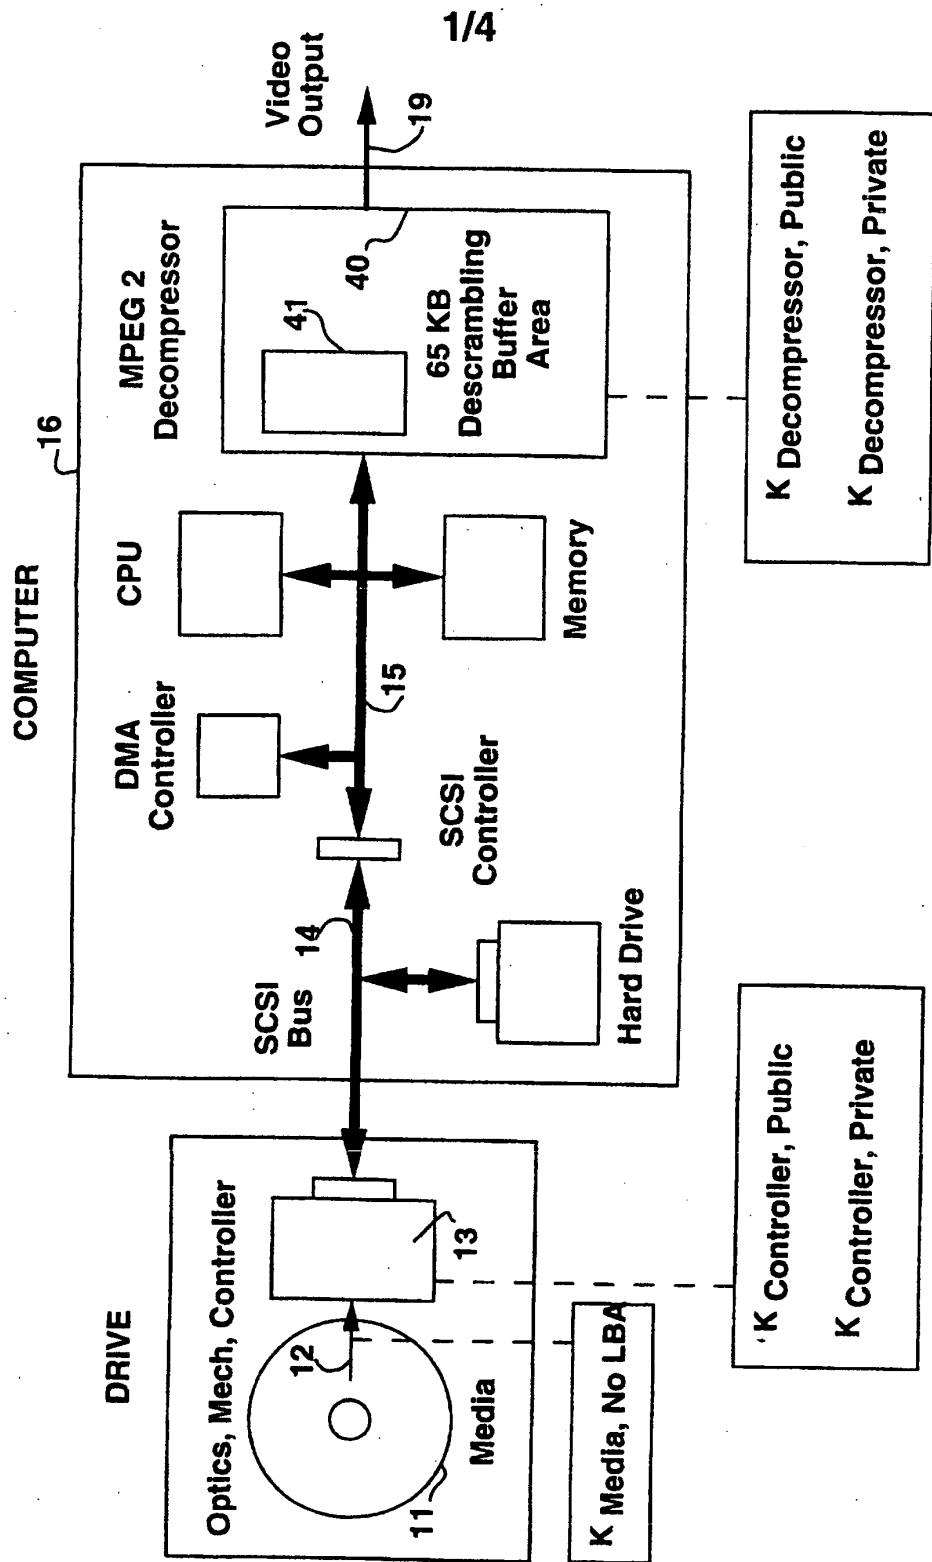 1/4
DRIVE
Optics, Mech, Controller
12
13
11
Media
K Media, No LBA
K Controller, Public
K Controller, Private
COMPUTER
16
SCSI
Bus
14
Hard Drive
SCSI
Controller
DMA
Controller
15
CPU
Memory
MPEG 2
Decompressor
41
65 KB
Descrambling
Buffer
Area
40
Video
Output
19
K Decompressor, Public
K Decompressor, Private